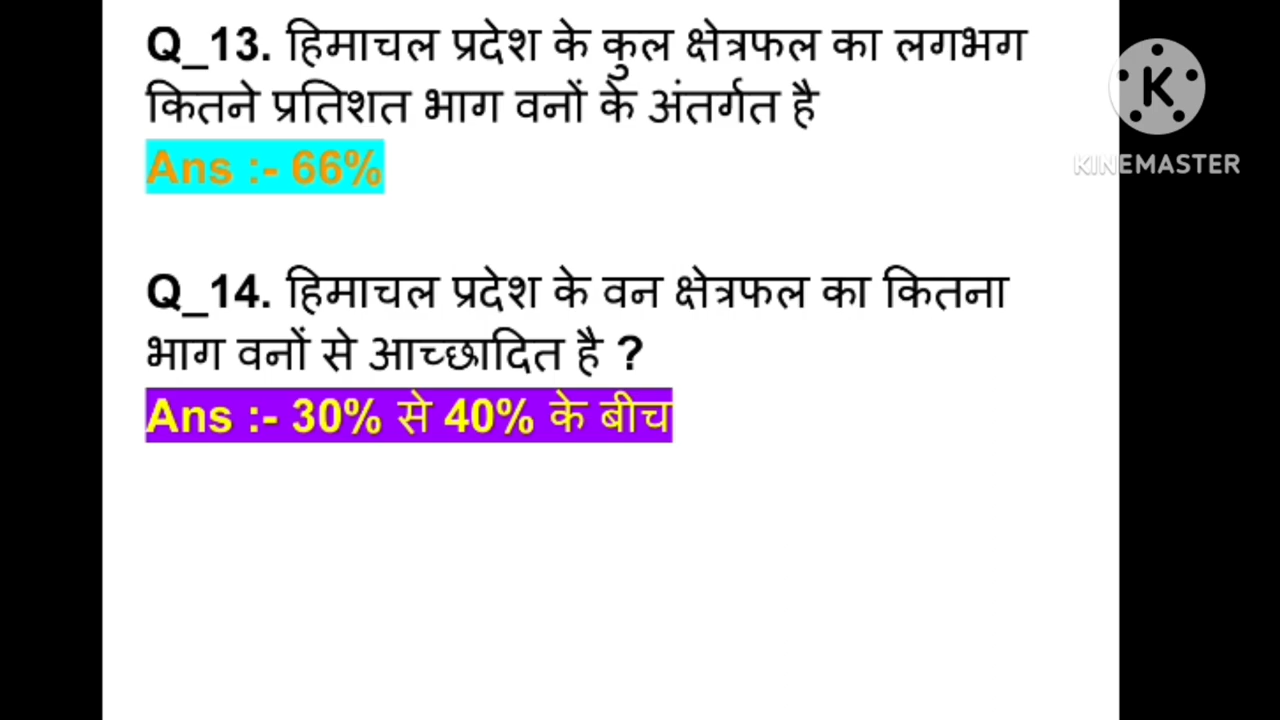 Q_13. हिमाचल प्रदेश के कुल क्षेत्रफल का लगभग
कितने प्रतिशत भाग वनों के अंतर्गत है
Ans :- 66%
Q_14. हिमाचल प्रदेश के वन क्षेत्रफल का कितना
भाग वनों से आच्छादित है ?
Ans :- 30% से 40% के बीच
K
KINEMASTER